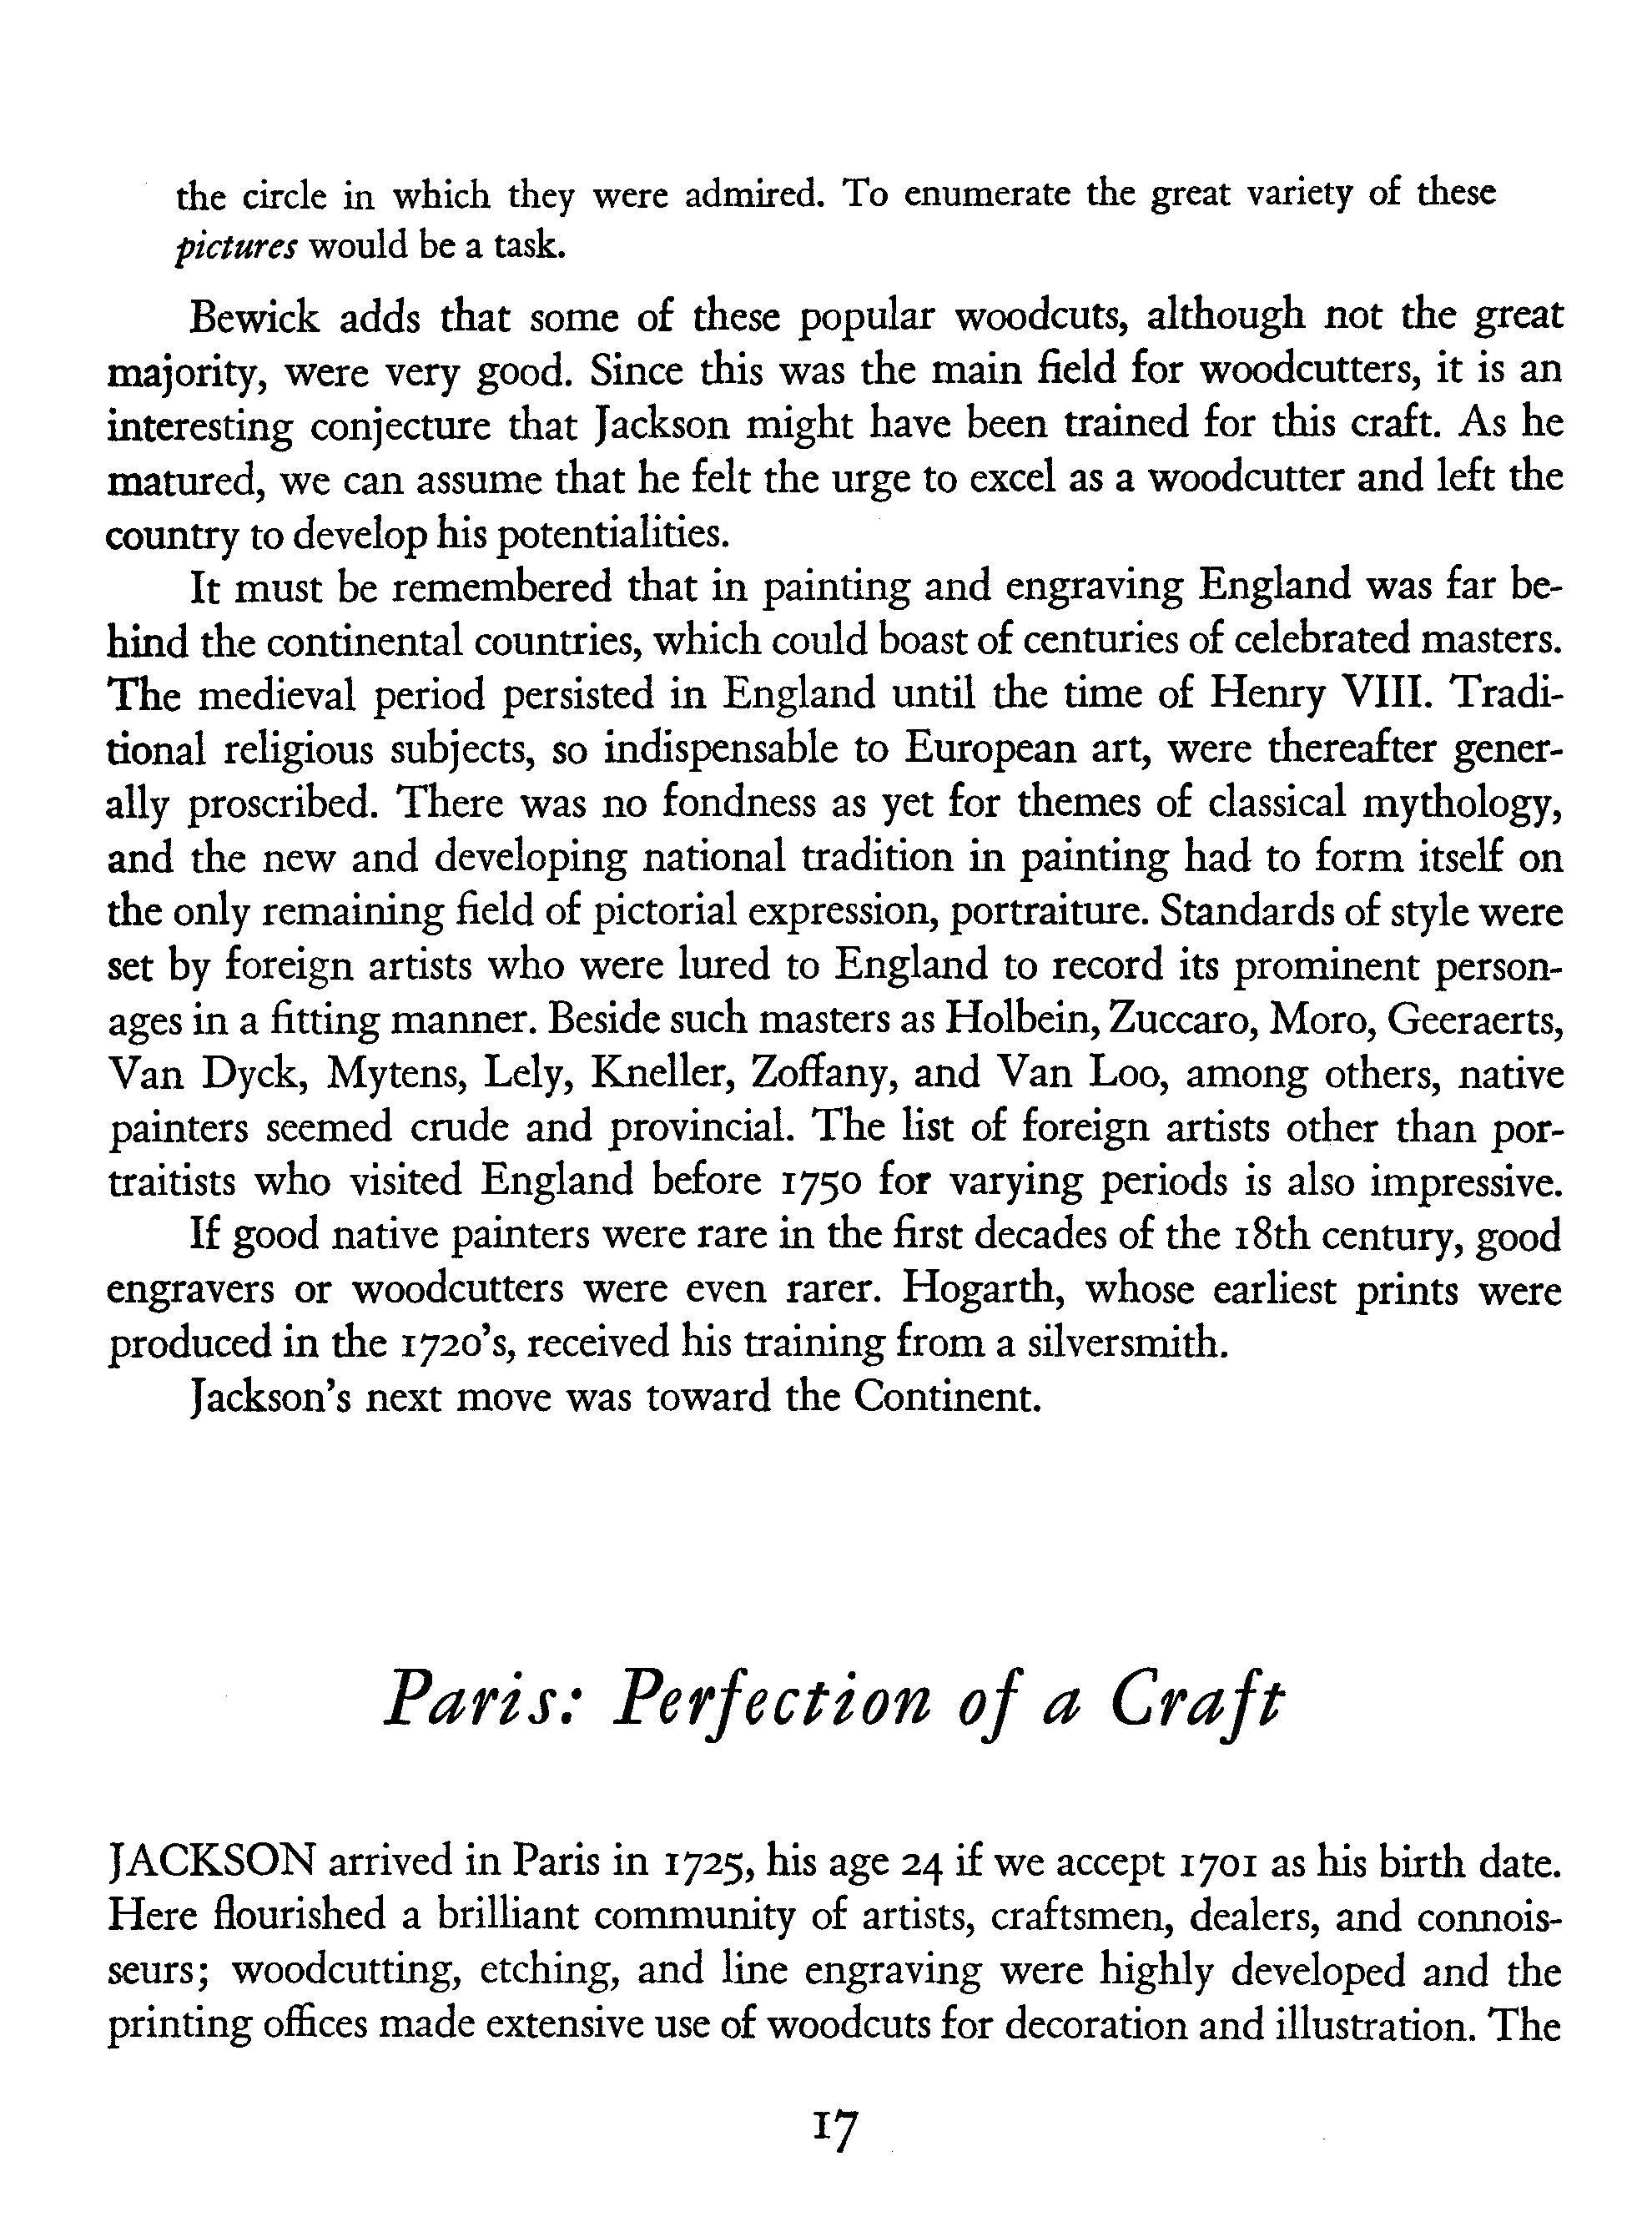 the circle in which they were admired. To enumerate the great variety of these
pictures would be a task.
Bewick adds that some of these popular woodcuts, although not the great
majority, were very good. Since this was the main field for woodcutters, it is an
interesting conjecture that Jackson might have been trained for this craft. As he
matured, we can assume that he felt the urge to excel as a woodcutter and left the
country to develop his potentialities.
It must be remembered that in painting and engraving England was far be-
hind the continental countries, which could boast of centuries of celebrated masters.
The medieval period persisted in England until the time of Henry VIII. Tradi-
tional religious subjects, so indispensable to European art, were thereafter gener-
ally proscribed. There was no fondness as yet for themes of classical mythology,
and the new and developing national tradition in painting had to form itself on
the only remaining field of pictorial expression, portraiture. Standards of style were
set by foreign artists who were lured to England to record its prominent person-
ages in a fitting manner. Beside such masters as Holbein, Zuccaro, Moro, Geeraerts,
Van Dyck, Mytens, Lely, Kneller, Zoffany, and Van Loo, among others, native
painters seemed crude and provincial. The list of foreign artists other than por-
traitists who visited England before 1750 for varying periods is also impressive.
If good native painters were rare in the first decades of the 18th century, good
engravers or woodcutters were even rarer. Hogarth, whose earliest prints were
produced in the 1720's, received his training from a silversmith.
Jackson's next move was toward the Continent.
Paris: Perfection of a Craft
JACKSON arrived in Paris in 1725, his age 24 if we accept 1701 as his birth date.
Here flourished a brilliant community of artists, craftsmen, dealers, and connois-
seurs; woodcutting, etching, and line engraving were highly developed and the
printing offices made extensive use of woodcuts for decoration and illustration. The
17